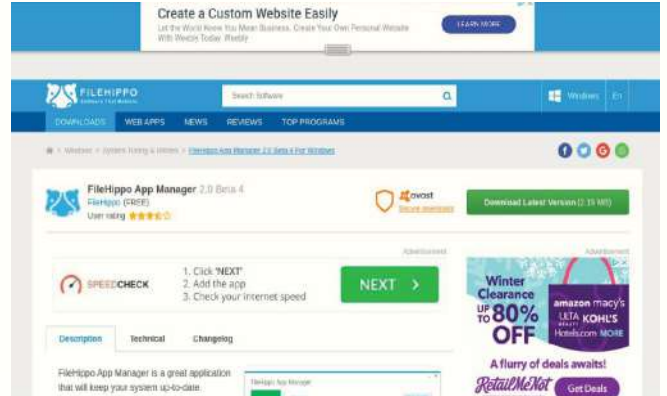 Create a Custom Website Easily
Let the World Know You Mean Business. Create Your Own Personal Website
With Weebly Today. Weebly
LEARN MORE
FILEHIPPO
Search Software
Windows
En
DOWNLOADS WEB APPS NEWS REVIEWS TOP PROGRAMS
> Windows > System Tuning & Utilities > FileHippo App Manager 2.0 Beta 4 For Windows
FileHippo App Manager 2.0 Beta 4
FileHippo (FREE)
User rating
avast
Secure download
Download Latest Version (2.15 MB)
Advertisement
SPEEDCHECK
1. Click 'NEXT'
2. Add the app
3. Check your internet speed
NEXT >
Advertisement
Winter
Clearance
UP TO 80%
OFF
amazon macy's
ULTA KOHL'S
BEAUTY
Hotels.com MORE
A flurry of deals awaits!
RetailMeNot
Get Deals
Description Technical Changelog
FileHippo App Manager is a great application
that will keep your system up-to-date.
FileHippo App Manager